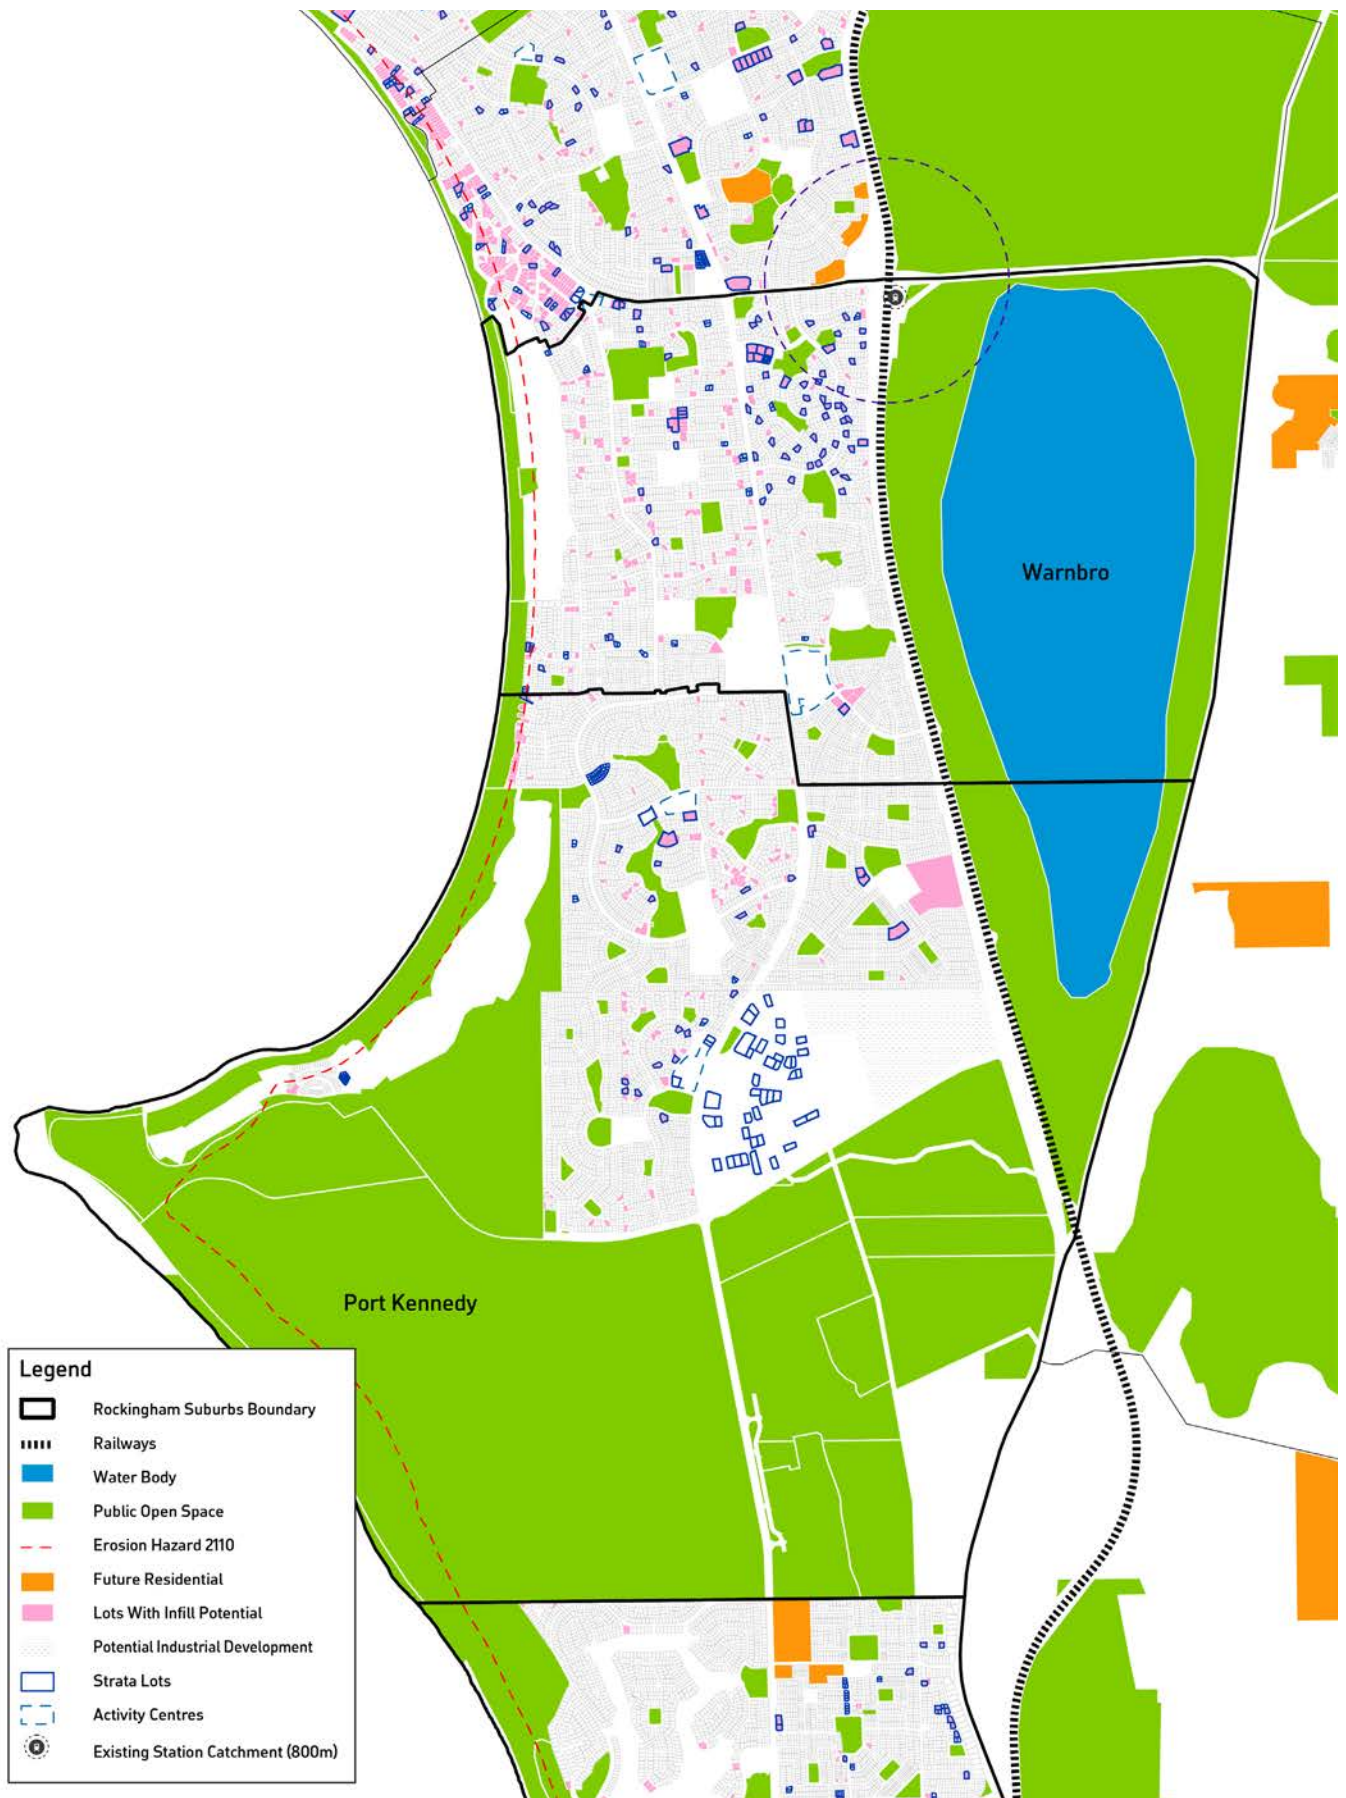 Warnbro
Port Kennedy
Legend
Rockingham Suburbs Boundary
Railways
Water Body
Public Open Space
Erosion Hazard 2110
Future Residential
Lots With Infill Potential
Potential Industrial Development
Strata Lots
Activity Centres
Existing Station Catchment (800m)